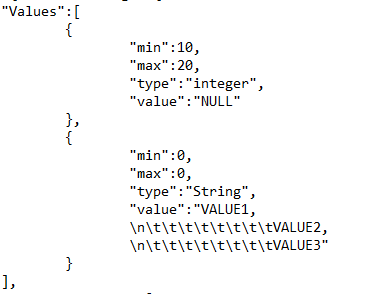 "Values":[
{
"min":10,
"max":20,
"type":"integer",
"value":"NULL"
},
{
"min":0,
"max":0,
"type":"String",
"value":"VALUE1,
\n\t\t\t\t\t\t\t\tVALUE2,
\n\t\t\t\t\t\t\t\tVALUE3"
}
],